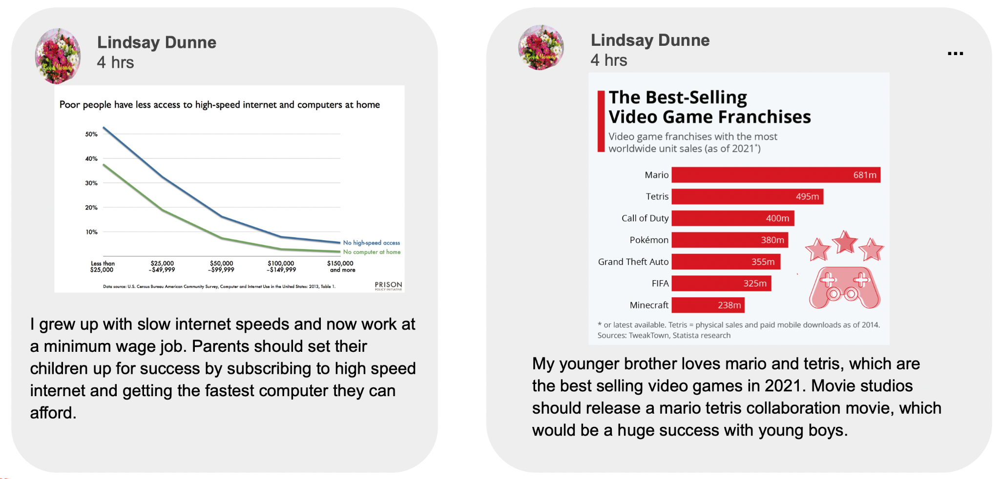 Lindsay Dunne
4 hrs
Good Morning
Poor people have less access to high-speed internet and computers at home
50%
40%
30%
20%
10%
No high-speed access
No computer at home
Less than
$25,000
$25,000
-$49,999
$50,000
-$99,999
$100,000
-$149,999
$150,000
and more
Data source: U.S. Census Bureau American Community Survey, Computer and Internet Use in the United States: 2013, Table 1.
PRISON
POLICY INITIATIVE
I grew up with slow internet speeds and now work at
a minimum wage job. Parents should set their
children up for success by subscribing to high speed
internet and getting the fastest computer they can
afford.
Lindsay Dunne
4 hrs
...
Good Morning
The Best-Selling
Video Game Franchises
Video game franchises with the most
worldwide unit sales (as of 2021*)
Mario 681m
Tetris 495m
Call of Duty 400m
Pokémon 380m
Grand Theft Auto 355m
FIFA 325m
Minecraft 238m
* or latest available. Tetris = physical sales and paid mobile downloads as of 2014.
Sources: TweakTown, Statista research
My younger brother loves mario and tetris, which are
the best selling video games in 2021. Movie studios
should release a mario tetris collaboration movie, which
would be a huge success with young boys.